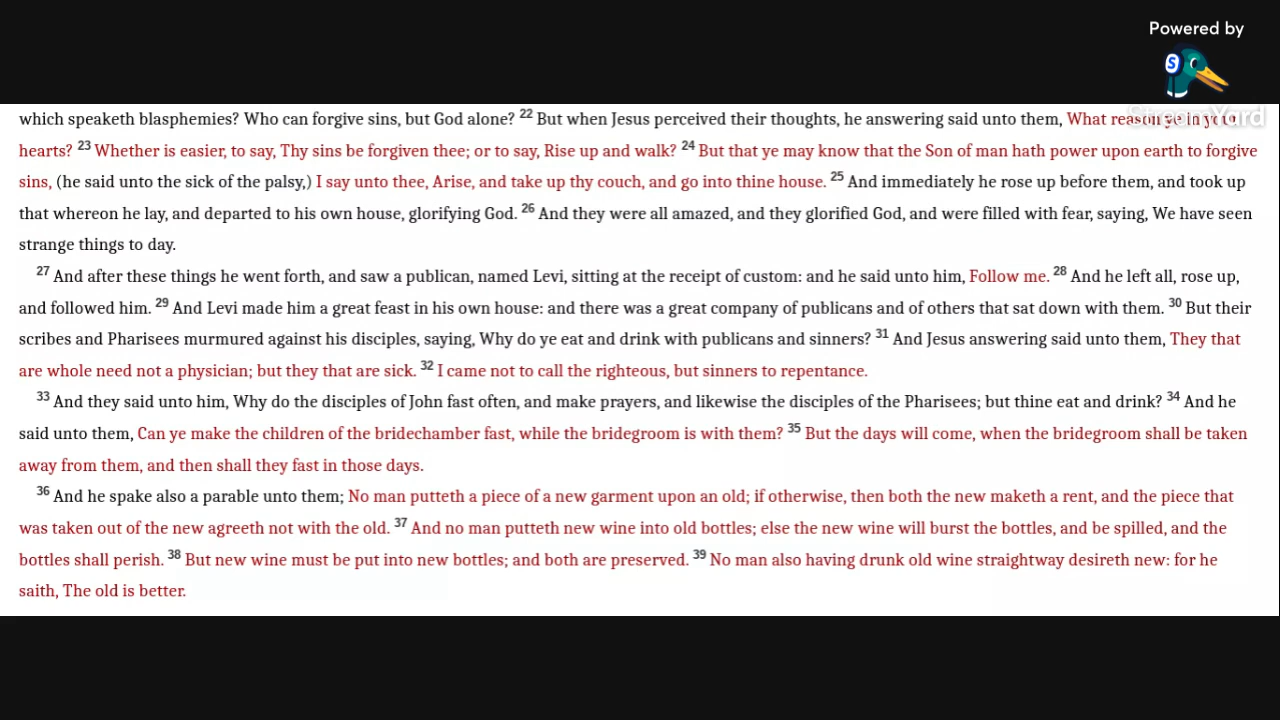 Powered by
S
StreamYard
which speaketh blasphemies? Who can forgive sins, but God alone? 22 But when Jesus perceived their thoughts, he answering said unto them, What reason ye in your
hearts? 23 Whether is easier, to say, Thy sins be forgiven thee; or to say, Rise up and walk? 24 But that ye may know that the Son of man hath power upon earth to forgive
sins, (he said unto the sick of the palsy,) I say unto thee, Arise, and take up thy couch, and go into thine house. 25 And immediately he rose up before them, and took up
that whereon he lay, and departed to his own house, glorifying God. 26 And they were all amazed, and they glorified God, and were filled with fear, saying, We have seen
strange things to day.
27 And after these things he went forth, and saw a publican, named Levi, sitting at the receipt of custom: and he said unto him, Follow me. 28 And he left all, rose up,
and followed him. 29 And Levi made him a great feast in his own house: and there was a great company of publicans and of others that sat down with them. 30 But their
scribes and Pharisees murmured against his disciples, saying, Why do ye eat and drink with publicans and sinners? 31 And Jesus answering said unto them, They that
are whole need not a physician; but they that are sick. 32 I came not to call the righteous, but sinners to repentance.
33 And they said unto him, Why do the disciples of John fast often, and make prayers, and likewise the disciples of the Pharisees; but thine eat and drink? 34 And he
said unto them, Can ye make the children of the bridechamber fast, while the bridegroom is with them? 35 But the days will come, when the bridegroom shall be taken
away from them, and then shall they fast in those days.
36 And he spake also a parable unto them; No man putteth a piece of a new garment upon an old; if otherwise, then both the new maketh a rent, and the piece that
was taken out of the new agreeth not with the old. 37 And no man putteth new wine into old bottles; else the new wine will burst the bottles, and be spilled, and the
bottles shall perish. 38 But new wine must be put into new bottles; and both are preserved. 39 No man also having drunk old wine straightway desireth new: for he
saith, The old is better.